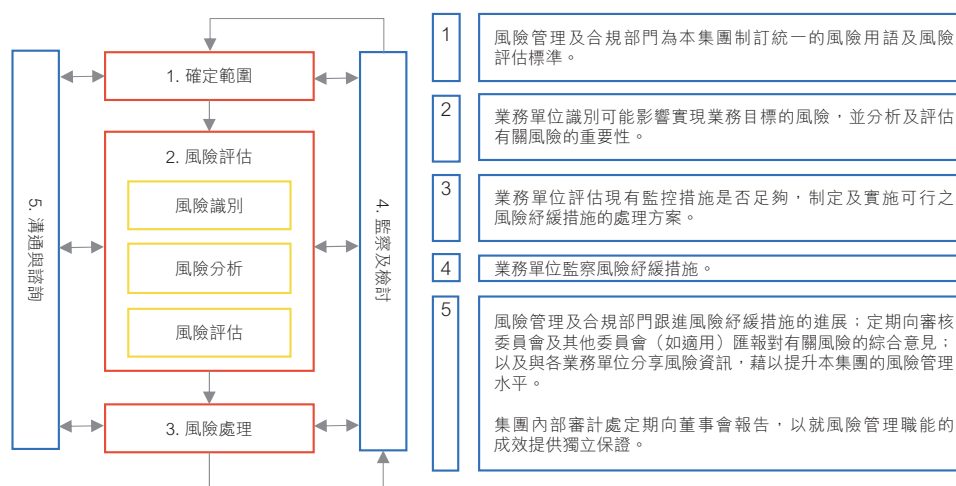 1. 確定範圍
2. 風險評估
風險識別
風險分析
風險評估
3. 風險處理
4. 監察及檢討
5. 溝通與諮詢
1
風險管理及合規部門為本集團制訂統一的風險用語及風險
評估標準。
2
業務單位識別可能影響實現業務目標的風險，並分析及評估
有關風險的重要性。
3
業務單位評估現有監控措施是否足夠，制定及實施可行之
風險紓緩措施的處理方案。
4
業務單位監察風險紓緩措施。
5
風險管理及合規部門跟進風險紓緩措施的進展；定期向審核
委員會及其他委員會（如適用）匯報對有關風險的綜合意見；
以及與各業務單位分享風險資訊，藉以提升本集團的風險管理
水平。
集團內部審計處定期向董事會報告，以就風險管理職能的
成效提供獨立保證。